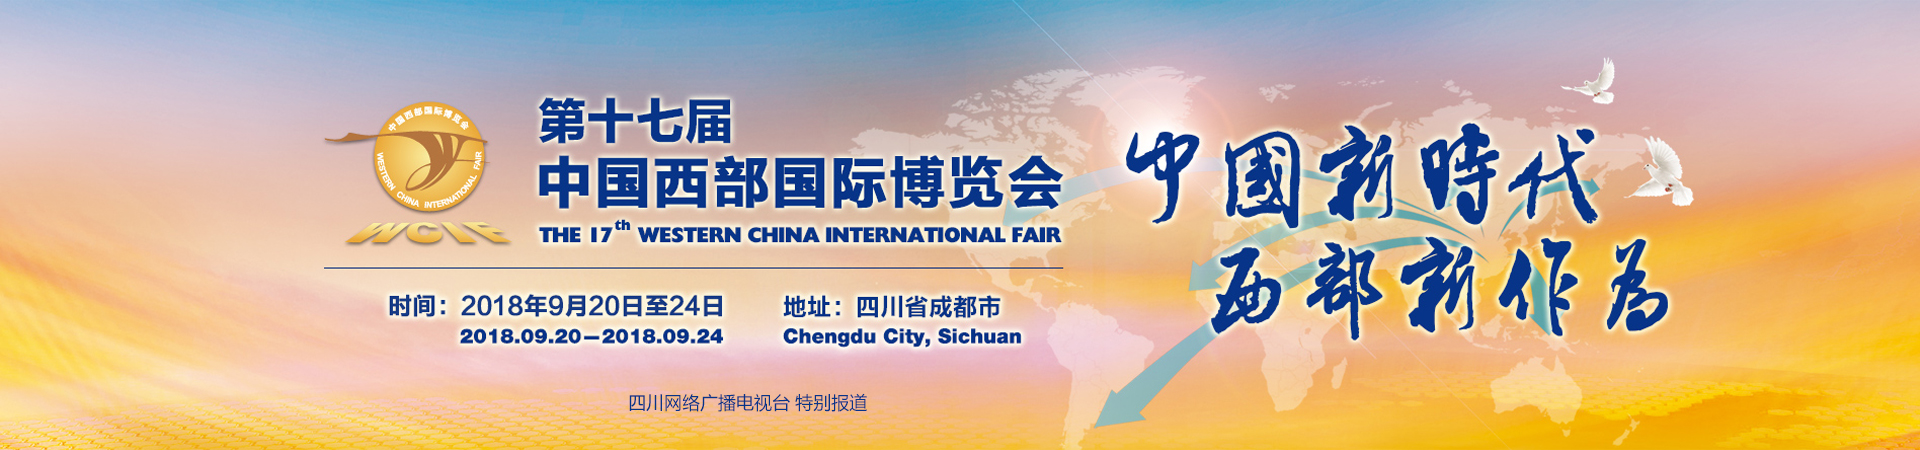 中国西部国际博览会
WESTERN CHINA INTERNATIONAL FAIR
WCIF
第十七届
中国西部国际博览会
THE 17th WESTERN CHINA INTERNATIONAL FAIR
时间：2018年9月20日至24日
2018.09.20—2018.09.24
地址：四川省成都市
Chengdu City, Sichuan
四川网络广播电视台 特别报道
中國新時代
西部新作为